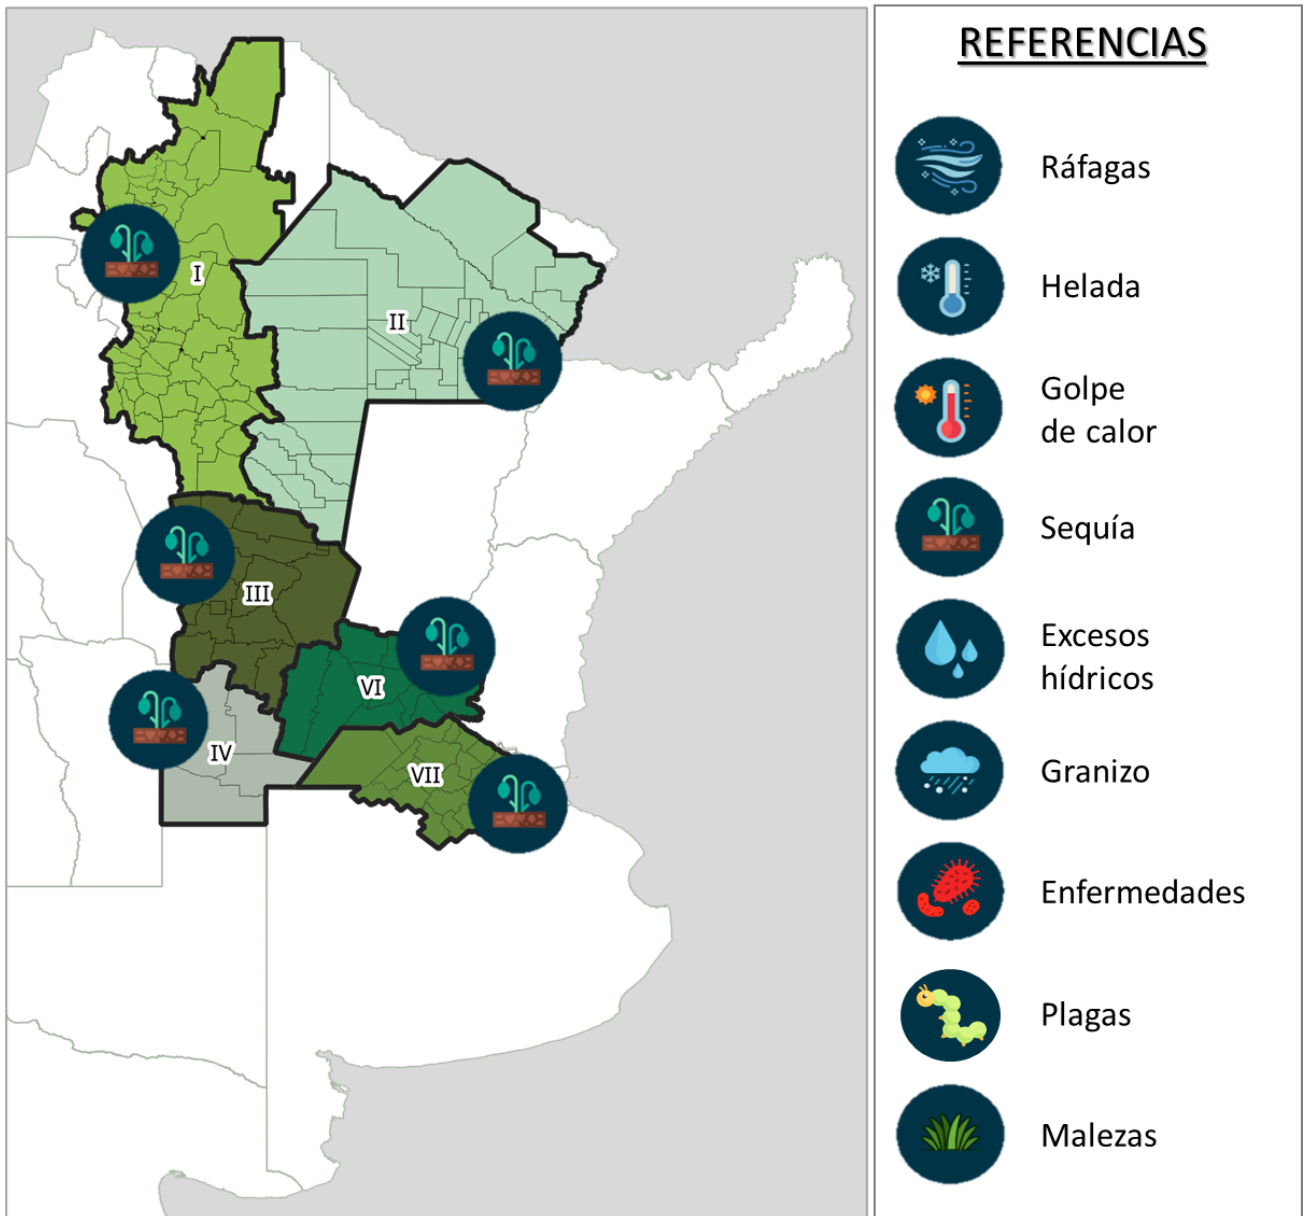 REFERENCIAS
Ráfagas
Helada
Golpe
de calor
Sequía
Excesos
hídricos
Granizo
Enfermedades
Plagas
Malezas
I
II
III
VI
IV
VII